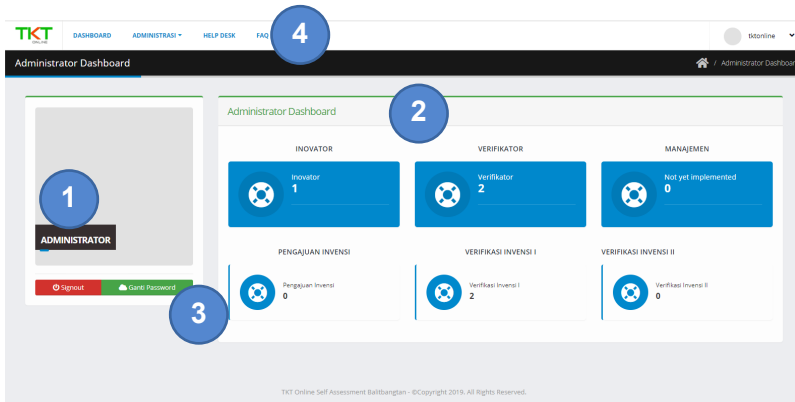 TKT
ONLINE
DASHBOARD ADMINISTRASI HELP DESK FAQ 4 tktonline
Administrator Dashboard / Administrator Dashboar
Administrator Dashboard 2
INOVATOR VERIFIKATOR MANAJEMEN
Inovator Verifikator Not yet implemented
1 2 0
1
ADMINISTRATOR
PENGAJUAN INVENSI VERIFIKASI INVENSI I VERIFIKASI INVENSI II
Signout Ganti Password
Pengajuan Invensi Verifikasi Invensi I Verifikasi Invensi II
0 2 0
3
TKT Online Self Assessment Balitbangtan - ©Copyright 2019. All Rights Reserved.